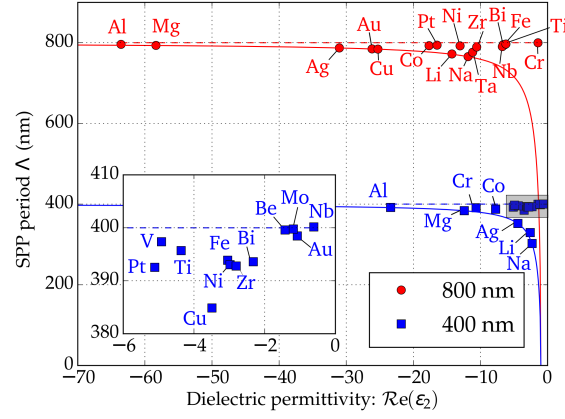 800
600
400
200
0
SPP period Λ (nm)
Al
Mg
Au
Pt
Ni
Zr
Bi
Fe
Ti
Ag
Cu
Co
Li
Na
Ta
Nb
Cr
Al
Cr
Co
Mg
Ag
Li
Na
410
400
390
380
Be
Mo
Nb
V
Fe
Bi
Au
Pt
Ti
Ni
Zr
Cu
−6
−4
−2
0
800 nm
400 nm
−70
−60
−50
−40
−30
−20
−10
0
Dielectric permittivity: ℛe(ε₂)